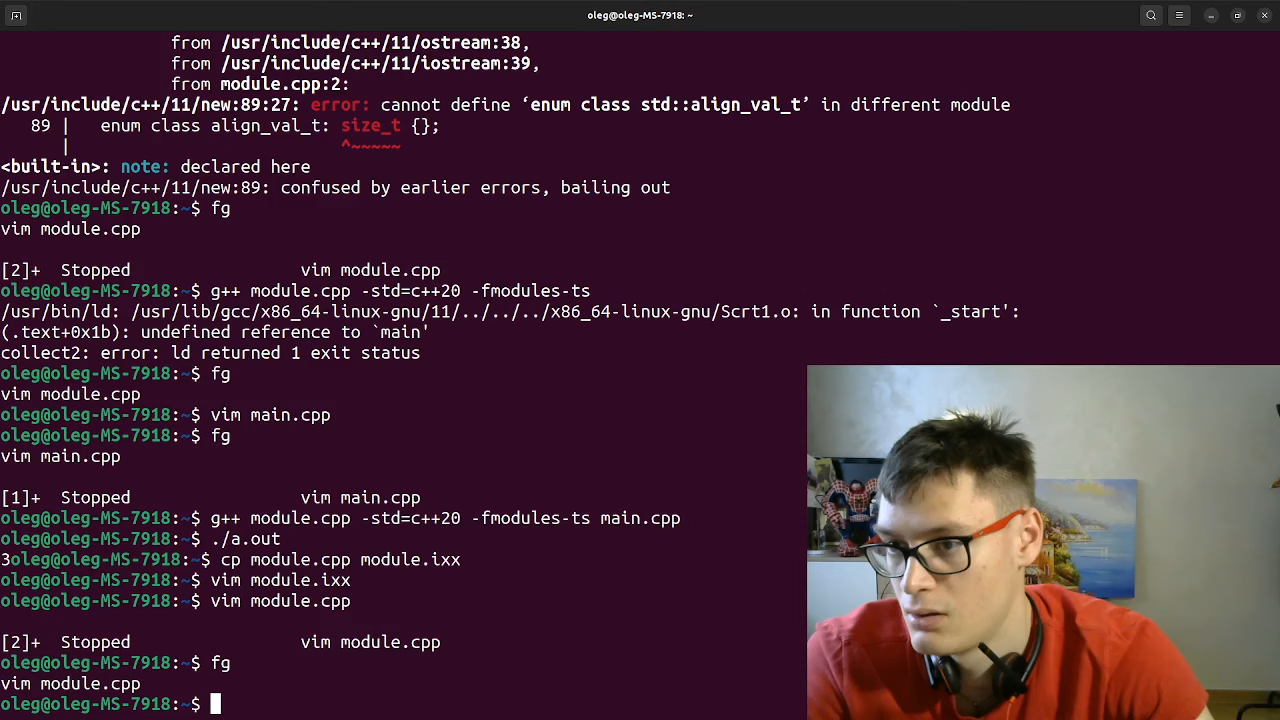 oleg@oleg-MS-7918: ~
from /usr/include/c++/11/ostream:38,
from /usr/include/c++/11/iostream:39,
from module.cpp:2:
/usr/include/c++/11/new:89:27: error: cannot define ‘enum class std::align_val_t’ in different module
89 | enum class align_val_t: size_t {};
| ^~~~~~
<built-in>: note: declared here
/usr/include/c++/11/new:89: confused by earlier errors, bailing out
oleg@oleg-MS-7918:~$ fg
vim module.cpp
[2]+ Stopped vim module.cpp
oleg@oleg-MS-7918:~$ g++ module.cpp -std=c++20 -fmodules-ts
/usr/bin/ld: /usr/lib/gcc/x86_64-linux-gnu/11/../../../x86_64-linux-gnu/Scrt1.o: in function `_start':
(.text+0x1b): undefined reference to `main'
collect2: error: ld returned 1 exit status
oleg@oleg-MS-7918:~$ fg
vim module.cpp
oleg@oleg-MS-7918:~$ vim main.cpp
oleg@oleg-MS-7918:~$ fg
vim main.cpp
[1]+ Stopped vim main.cpp
oleg@oleg-MS-7918:~$ g++ module.cpp -std=c++20 -fmodules-ts main.cpp
oleg@oleg-MS-7918:~$ ./a.out
3oleg@oleg-MS-7918:~$ cp module.cpp module.ixx
oleg@oleg-MS-7918:~$ vim module.ixx
oleg@oleg-MS-7918:~$ vim module.cpp
[2]+ Stopped vim module.cpp
oleg@oleg-MS-7918:~$ fg
vim module.cpp
oleg@oleg-MS-7918:~$